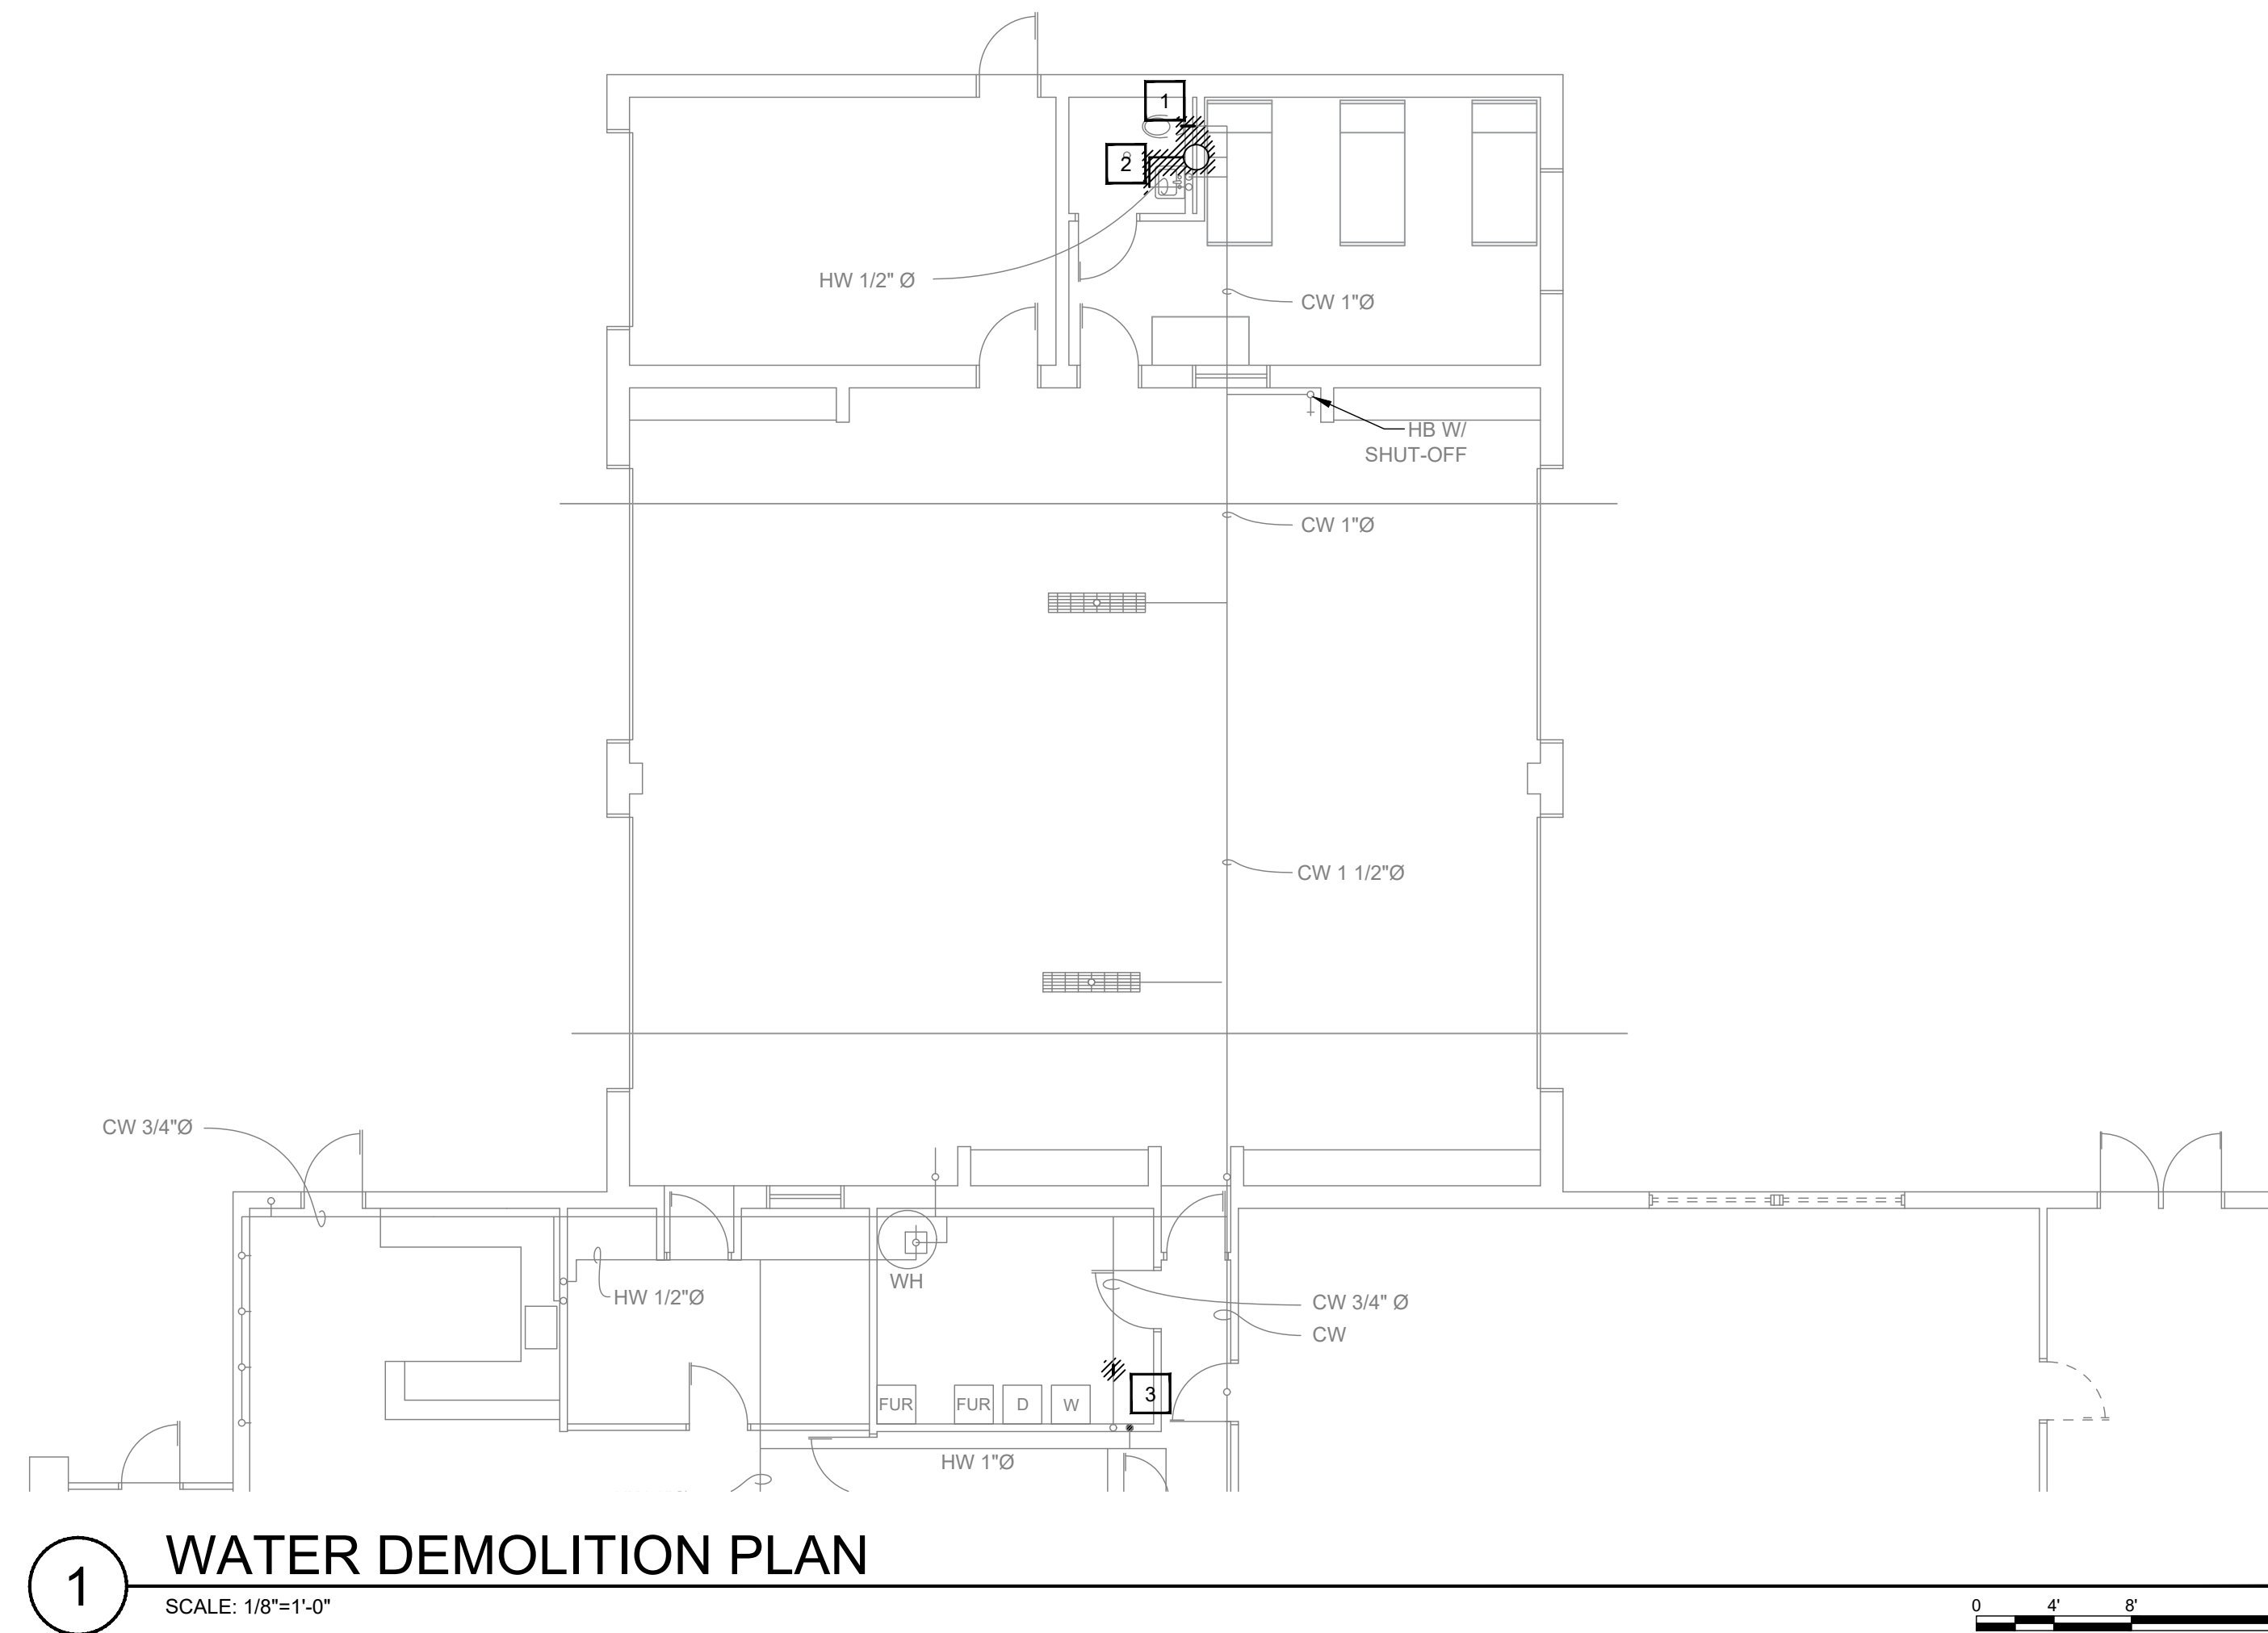 1
2
HW 1/2" Ø
CW 1"Ø
HB W/
SHUT-OFF
CW 1"Ø
CW 1 1/2"Ø
CW 3/4"Ø
WH
HW 1/2"Ø
CW 3/4" Ø
CW
3
FUR
FUR
D
W
HW 1"Ø
1
WATER DEMOLITION PLAN
SCALE: 1/8"=1'-0"
0 4' 8'